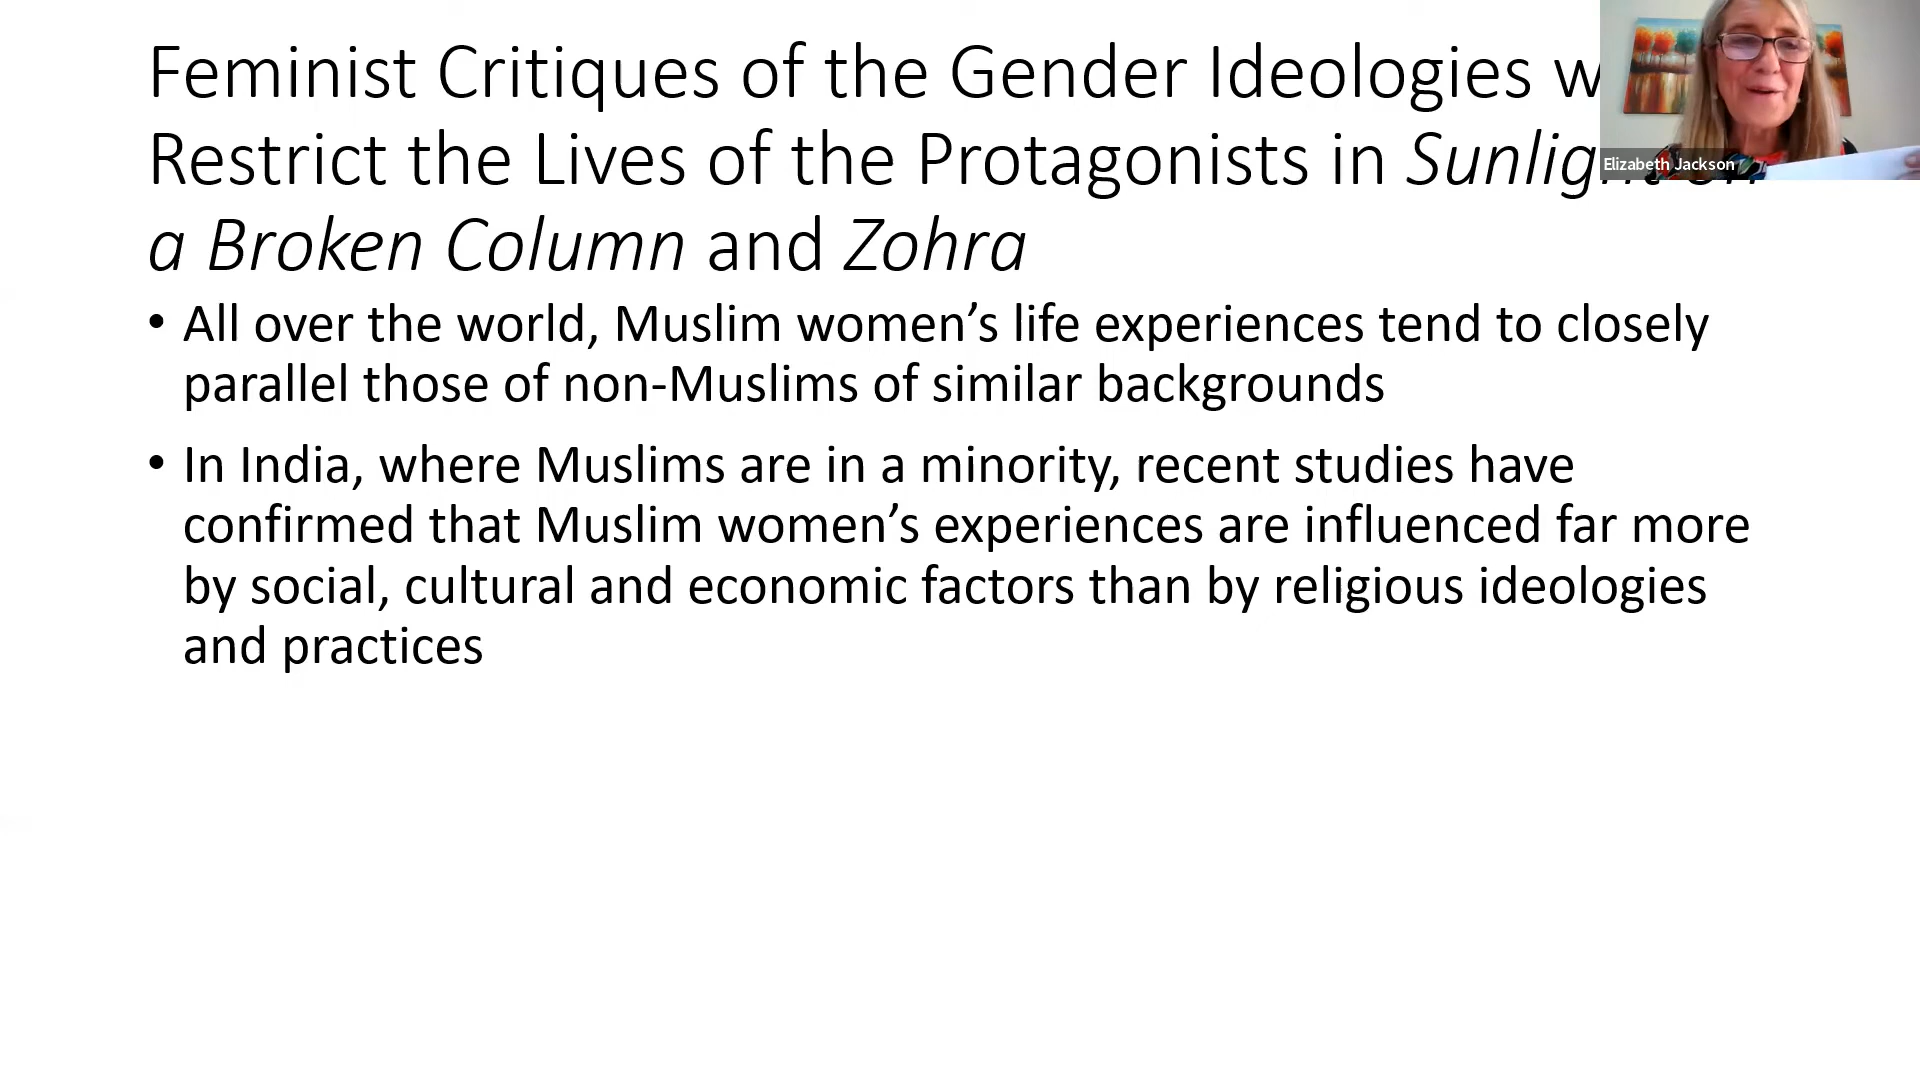 Feminist Critiques of the Gender Ideologies
Restrict the Lives of the Protagonists in
a Broken Column and Zohra
• All over the world, Muslim women’s life experiences tend to closely
parallel those of non-Muslims of similar backgrounds
• In India, where Muslims are in a minority, recent studies have
confirmed that Muslim women’s experiences are influenced far more
by social, cultural and economic factors than by religious ideologies
and practices
Elizabeth Jackson